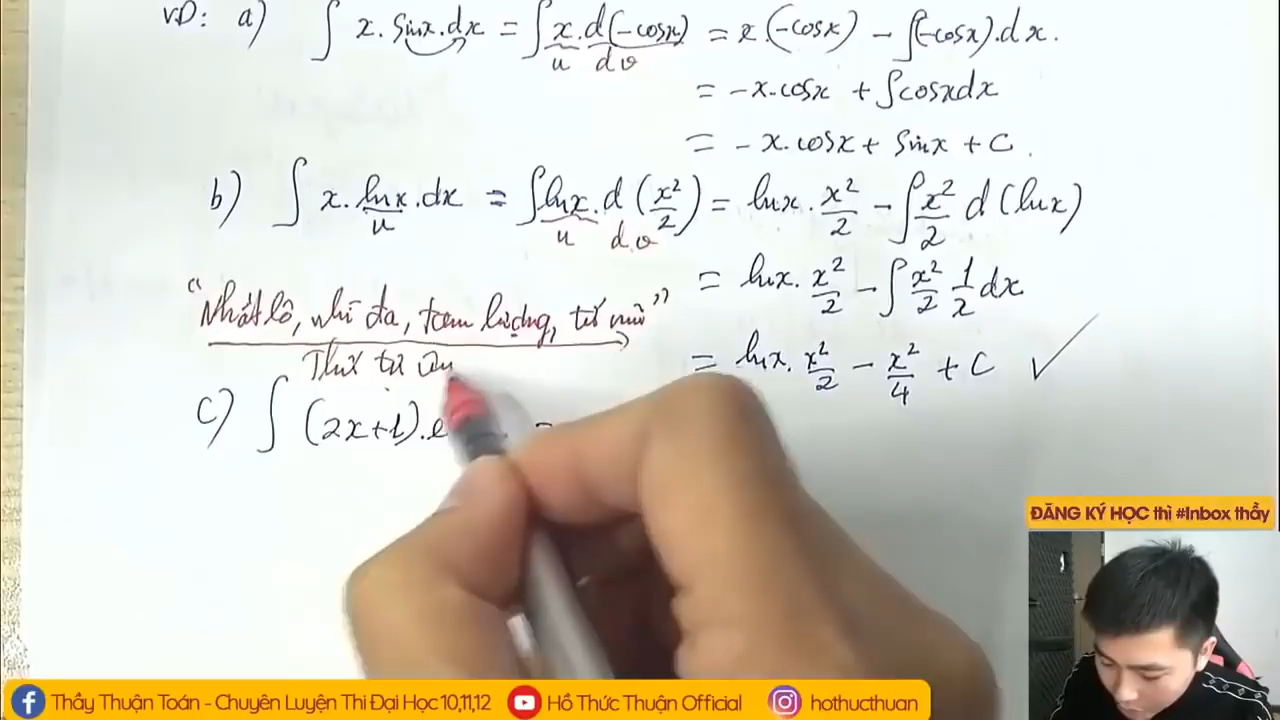 VD: a) ∫ x. sinx.dx = ∫ x. d(-cosx) = x.(-cosx) - ∫(-cosx).dx.
u dv
= -x.cosx + ∫cosxdx
= -x.cosx + sinx + C.
b) ∫ x. lnx.dx = ∫ lnx. d(x²/2) = lnx. x²/2 - ∫ x²/2 d(lnx)
u u d.v
= lnx. x²/2 - ∫ x²/2 1/x dx
"Nhất lô, nhì đa, tam lượng, tứ mũ"
Thứ tự
= lnx. x²/2 - x²/4 + C ✓
c) ∫ (2x+1).e =
ĐĂNG KÝ HỌC thì #Inbox thầy
Thầy Thuận Toán - Chuyên Luyện Thi Đại Học 10,11,12
Hồ Thức Thuận Official
hothucthuan